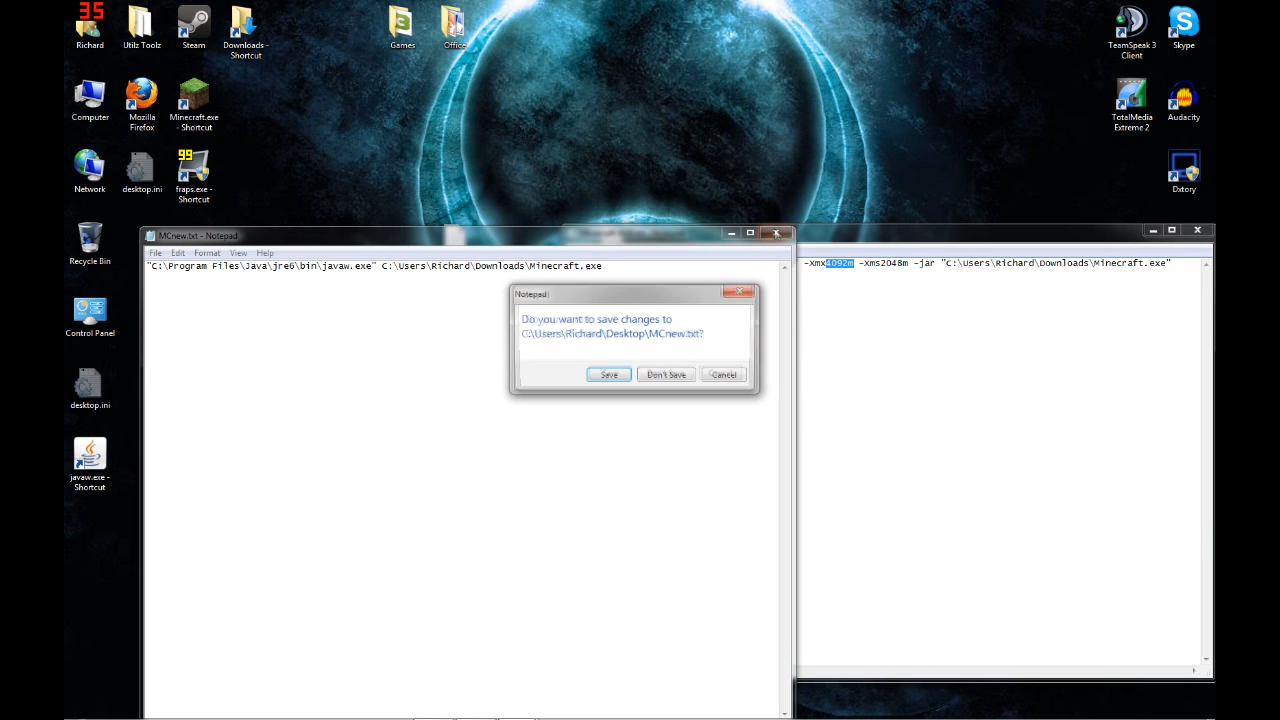 35
Richard
Utilz Toolz
Steam
Downloads -
Shortcut
Games
Office
TeamSpeak 3
Client
Skype
Computer
Mozilla
Firefox
Minecraft.exe
- Shortcut
TotalMedia
Extreme 2
Audacity
99
Network
desktop.ini
fraps.exe -
Shortcut
Dxtory
Recycle Bin
Control Panel
desktop.ini
javaw.exe -
Shortcut
MCnew.txt - Notepad
File Edit Format View Help
"C:\Program Files\Java\jre6\bin\javaw.exe" C:\Users\Richard\Downloads\Minecraft.exe
-Xmx4092m -Xms2048m -jar "C:\Users\Richard\Downloads\Minecraft.exe"
Notepad
Do you want to save changes to
C:\Users\Richard\Desktop\MCnew.txt?
Save Don't Save Cancel